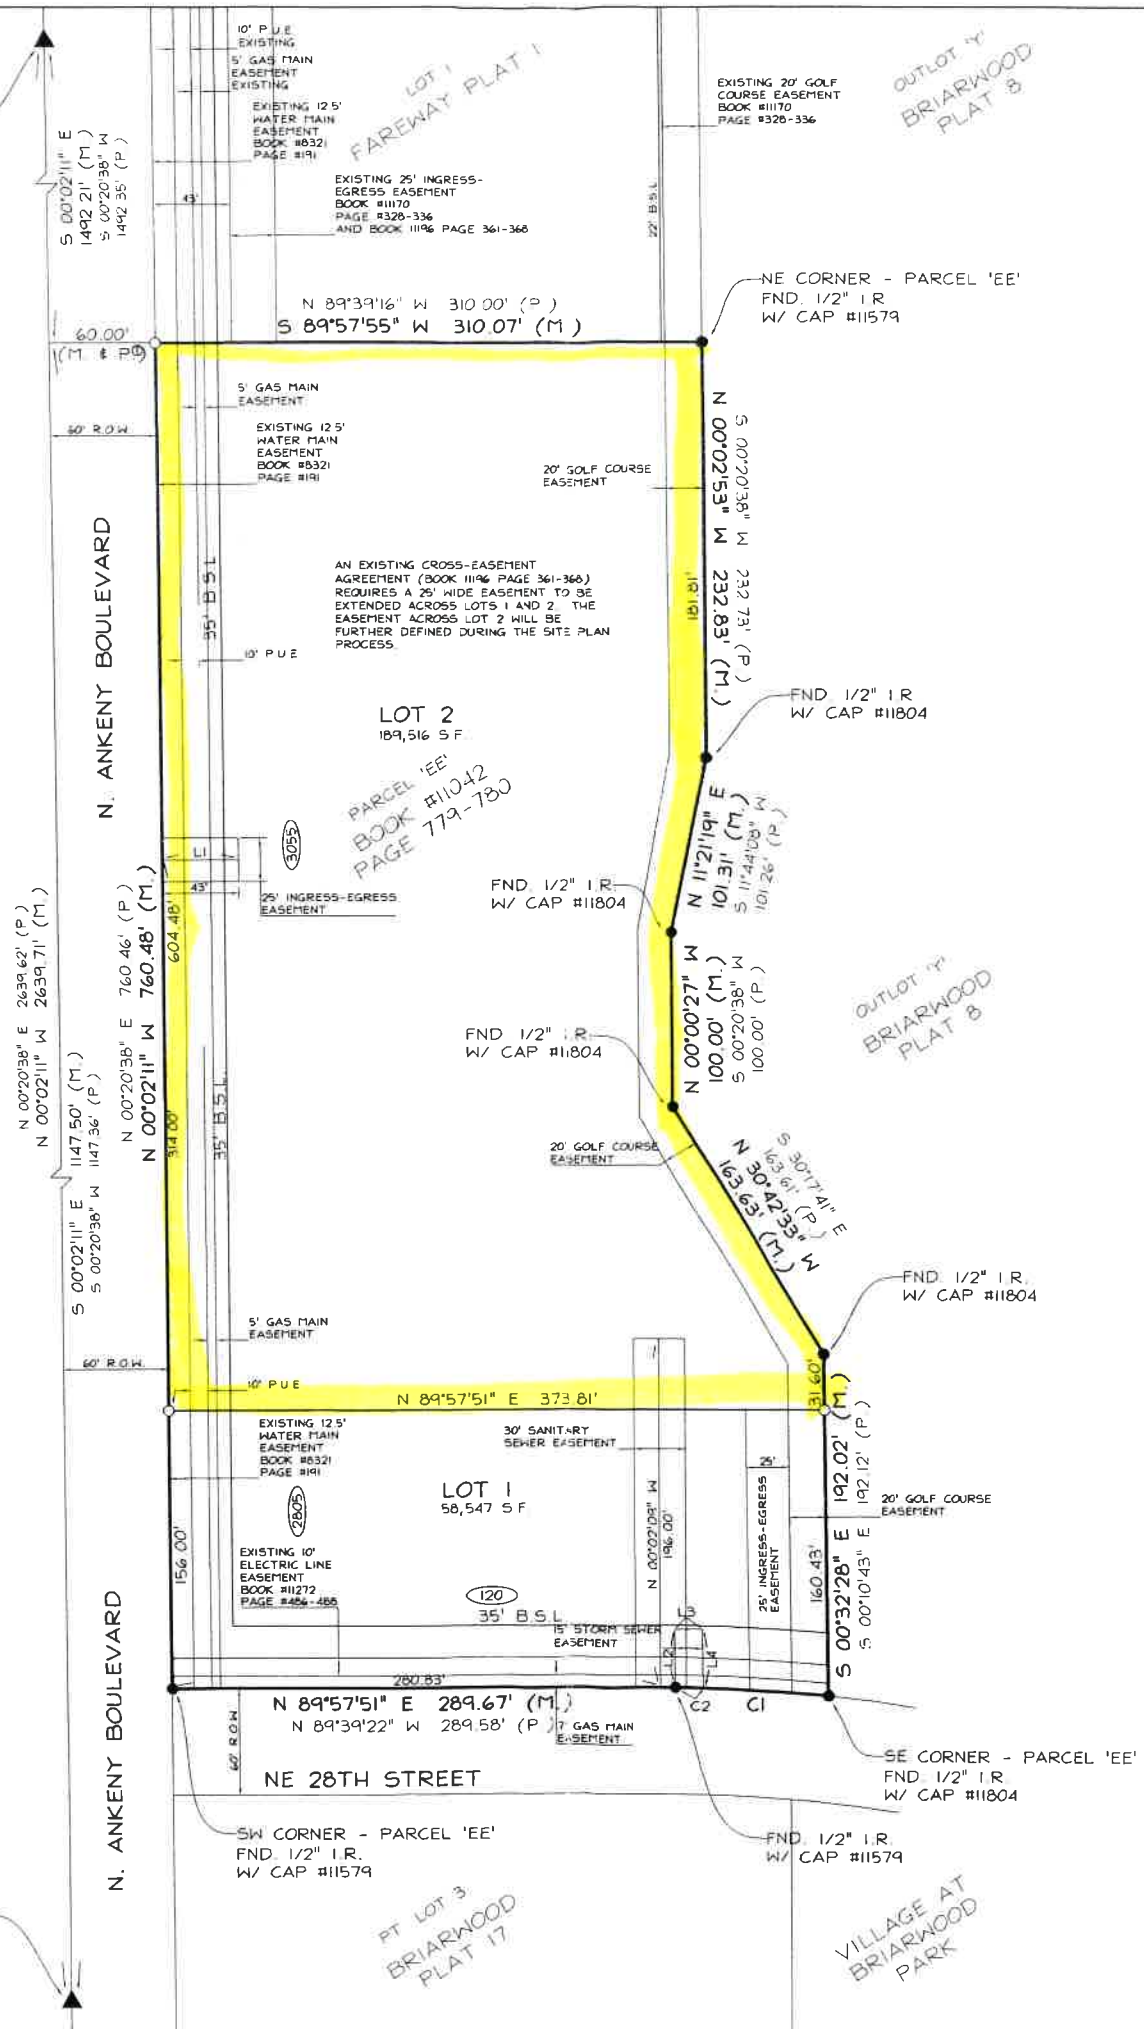 10' P.U.E.
EXISTING
5' GAS MAIN
EASEMENT
EXISTING
EXISTING 12.5'
WATER MAIN
EASEMENT
BOOK #8321
PAGE #191
LOT 1
FAREWAY PLAT 1
EXISTING 20' GOLF
COURSE EASEMENT
BOOK #11170
PAGE #328-336
OUTLOT 'Y'
BRIARWOOD
PLAT 8
S 00°02'11" E
1492.21' (M.)
S 00°20'38" W
1492.35' (P.)
43'
EXISTING 25' INGRESS-
EGRESS EASEMENT
BOOK #11170
PAGE #328-336
AND BOOK 11196 PAGE 361-368
22' B.S.L.
NE CORNER - PARCEL 'EE'
FND. 1/2" I.R.
W/ CAP #11579
N 89°39'16" W 310.00' (P.)
S 89°57'55" W 310.07' (M.)
60.00'
(M. & P.)
60' R.O.W.
5' GAS MAIN
EASEMENT
EXISTING 12.5'
WATER MAIN
EASEMENT
BOOK #8321
PAGE #191
20' GOLF COURSE
EASEMENT
N 00°02'53" W 232.83' (M.)
S 00°20'38" W 232.73' (P.)
181.81'
N. ANKENY BOULEVARD
35' B.S.L.
AN EXISTING CROSS-EASEMENT
AGREEMENT (BOOK 11196 PAGE 361-368)
REQUIRES A 25' WIDE EASEMENT TO BE
EXTENDED ACROSS LOTS 1 AND 2. THE
EASEMENT ACROSS LOT 2 WILL BE
FURTHER DEFINED DURING THE SITE PLAN
PROCESS.
10' P.U.E.
LOT 2
189,516 S.F.
PARCEL 'EE'
BOOK #11042
PAGE 779-780
FND. 1/2" I.R.
W/ CAP #11804
3055
L1
43'
25' INGRESS-EGRESS
EASEMENT
N 11°21'19" E
101.31' (M.)
S 11°44'08" W
101.26' (P.)
FND. 1/2" I.R.
W/ CAP #11804
604.48'
N 00°20'38" E 2639.62' (P.)
N 00°02'11" W 2639.71' (M.)
N 00°20'38" E 760.46' (P.)
N 00°02'11" W 760.48' (M.)
N 00°00'27" W
100.00' (M.)
S 00°20'38" W
100.00' (P.)
OUTLOT 'Y'
BRIARWOOD
PLAT 8
FND. 1/2" I.R.
W/ CAP #11804
S 00°02'11" E 1147.50' (M.)
S 00°20'38" W 1147.36' (P.)
314.00'
35' B.S.L.
20' GOLF COURSE
EASEMENT
S 30°17'41" E
163.61' (P.)
N 30°42'33" W
163.63' (M.)
FND. 1/2" I.R.
W/ CAP #11804
5' GAS MAIN
EASEMENT
60' R.O.W.
10' PUE
N 89°57'51" E 373.81'
31.60'
EXISTING 12.5'
WATER MAIN
EASEMENT
BOOK #8321
PAGE #191
30' SANITARY
SEWER EASEMENT
25'
LOT 1
58,547 S.F.
2805
N 00°02'09" W
196.00'
25' INGRESS-EGRESS
EASEMENT
20' GOLF COURSE
EASEMENT
S 00°32'28" E 192.02' (M.)
S 00°10'43" E 192.12' (P.)
160.43'
156.00'
EXISTING 10'
ELECTRIC LINE
EASEMENT
BOOK #11272
PAGE #486-488
120
35' B.S.L.
15' STORM SEWER
EASEMENT
L3
L2
L4
280.83'
N 89°57'51" E 289.67' (M.)
N 89°39'22" W 289.58' (P.)
C2
C1
7' GAS MAIN
EASEMENT
60' ROW
NE 28TH STREET
N. ANKENY BOULEVARD
SE CORNER - PARCEL 'EE'
FND. 1/2" I.R.
W/ CAP #11804
SW CORNER - PARCEL 'EE'
FND. 1/2" I.R.
W/ CAP #11579
FND. 1/2" I.R.
W/ CAP #11579
PT LOT 3
BRIARWOOD
PLAT 17
VILLAGE AT
BRIARWOOD
PARK